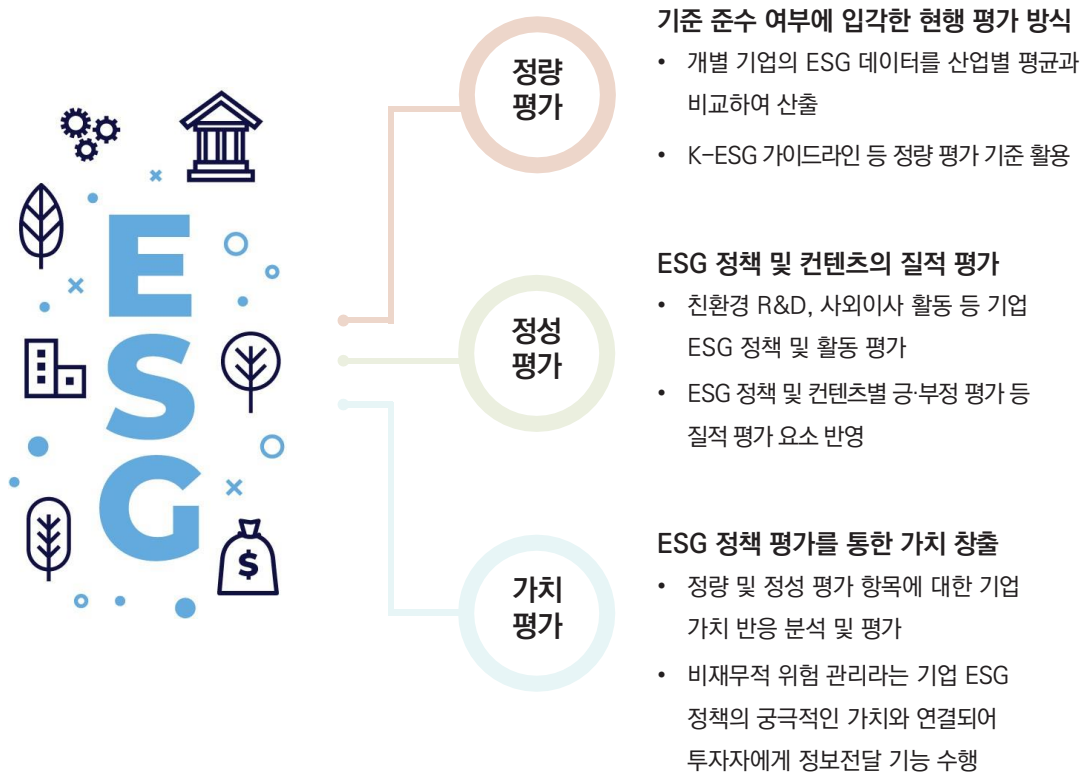 E
S
G
$
정량
평가
기준 준수 여부에 입각한 현행 평가 방식
• 개별 기업의 ESG 데이터를 산업별 평균과
비교하여 산출
• K-ESG 가이드라인 등 정량 평가 기준 활용
정성
평가
ESG 정책 및 컨텐츠의 질적 평가
• 친환경 R&D, 사외이사 활동 등 기업
ESG 정책 및 활동 평가
• ESG 정책 및 컨텐츠별 긍·부정 평가 등
질적 평가 요소 반영
가치
평가
ESG 정책 평가를 통한 가치 창출
• 정량 및 정성 평가 항목에 대한 기업
가치 반응 분석 및 평가
• 비재무적 위험 관리라는 기업 ESG
정책의 궁극적인 가치와 연결되어
투자자에게 정보전달 기능 수행